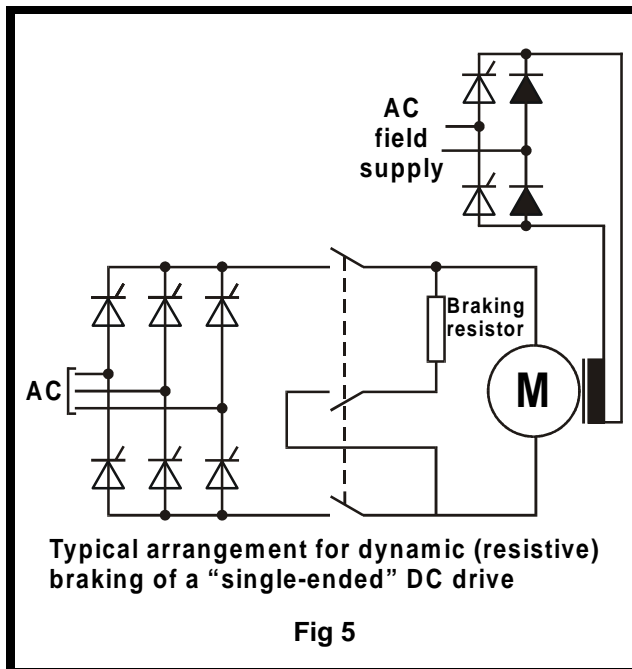 AC
field
supply
Braking
resistor
AC
M
Typical arrangement for dynamic (resistive)
braking of a “single-ended” DC drive
Fig 5